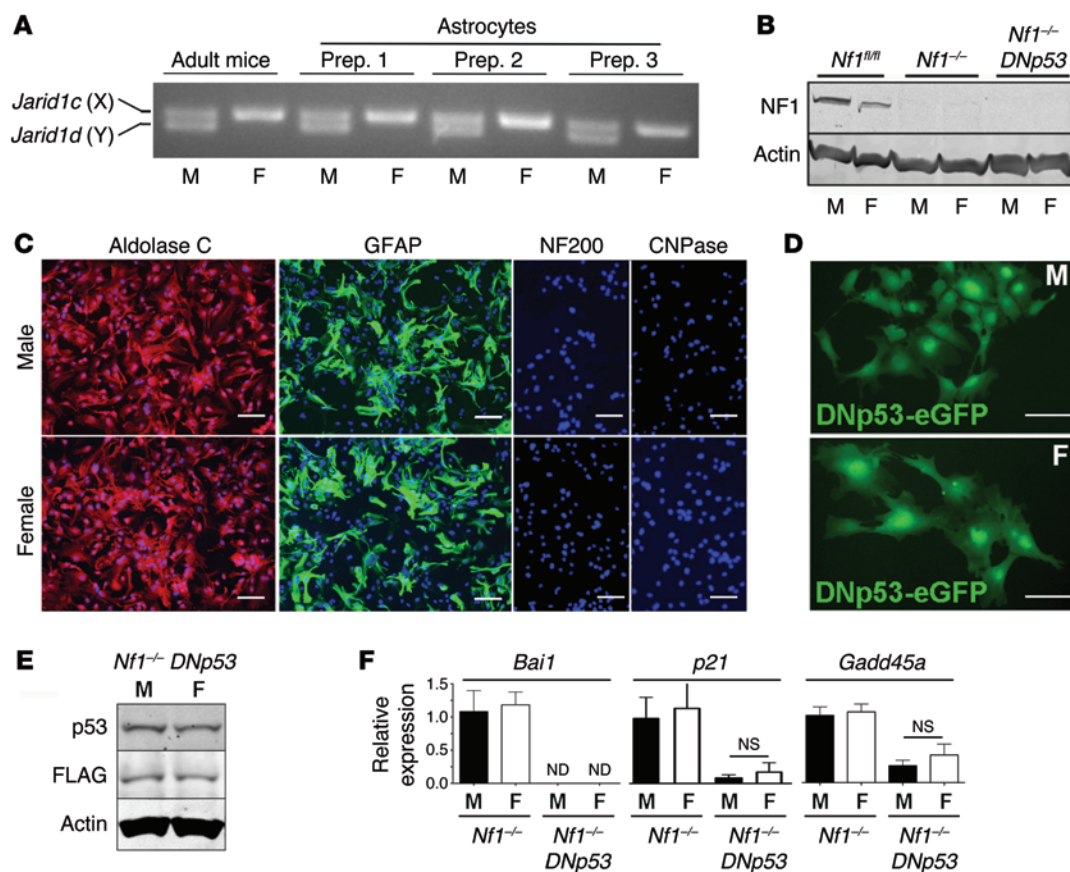 A
Astrocytes
Adult mice Prep. 1 Prep. 2 Prep. 3
Jarid1c (X)
Jarid1d (Y)
M F M F M F M F
B
Nf1fl/fl Nf1–/– Nf1–/– DNp53
NF1
Actin
M F
C
Aldolase C GFAP NF200 CNPase
Male
Female
D
M
DNp53-eGFP
F
DNp53-eGFP
E
Nf1–/– DNp53
M F
p53
FLAG
Actin
F
Bai1 p21 Gadd45a
Relative
expression
1.5
1.0
0.5
0.0
ND ND NS NS
M F M F M F M F M F M F
Nf1–/– Nf1–/– Nf1–/– Nf1–/– Nf1–/– Nf1–/–
DNp53 DNp53 DNp53